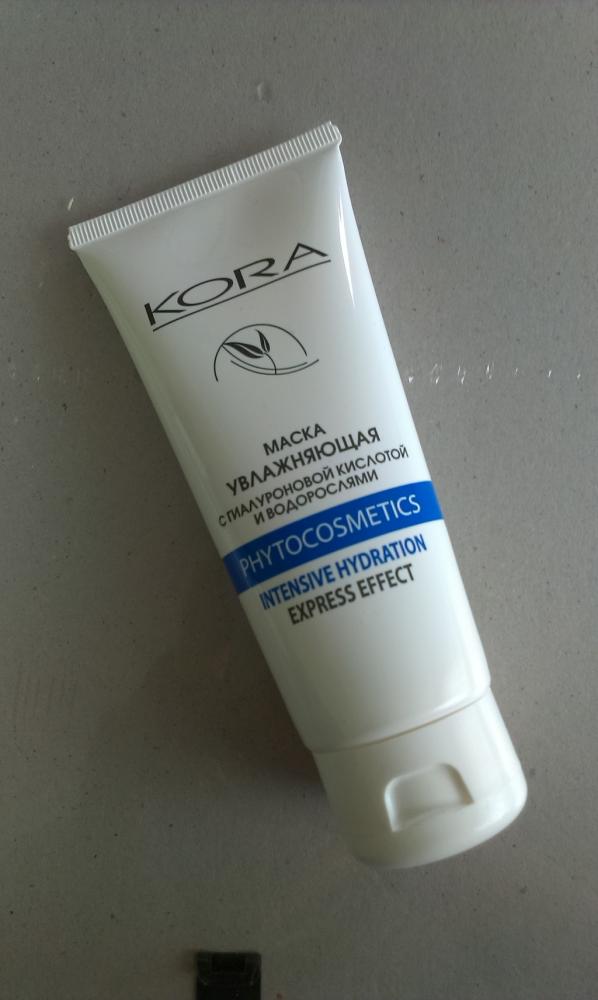 KORA
МАСКА
УВЛАЖНЯЮЩАЯ
С ГИАЛУРОНОВОЙ КИСЛОТОЙ
И ВОДОРОСЛЯМИ
PHYTOCOSMETICS
INTENSIVE HYDRATION
EXPRESS EFFECT